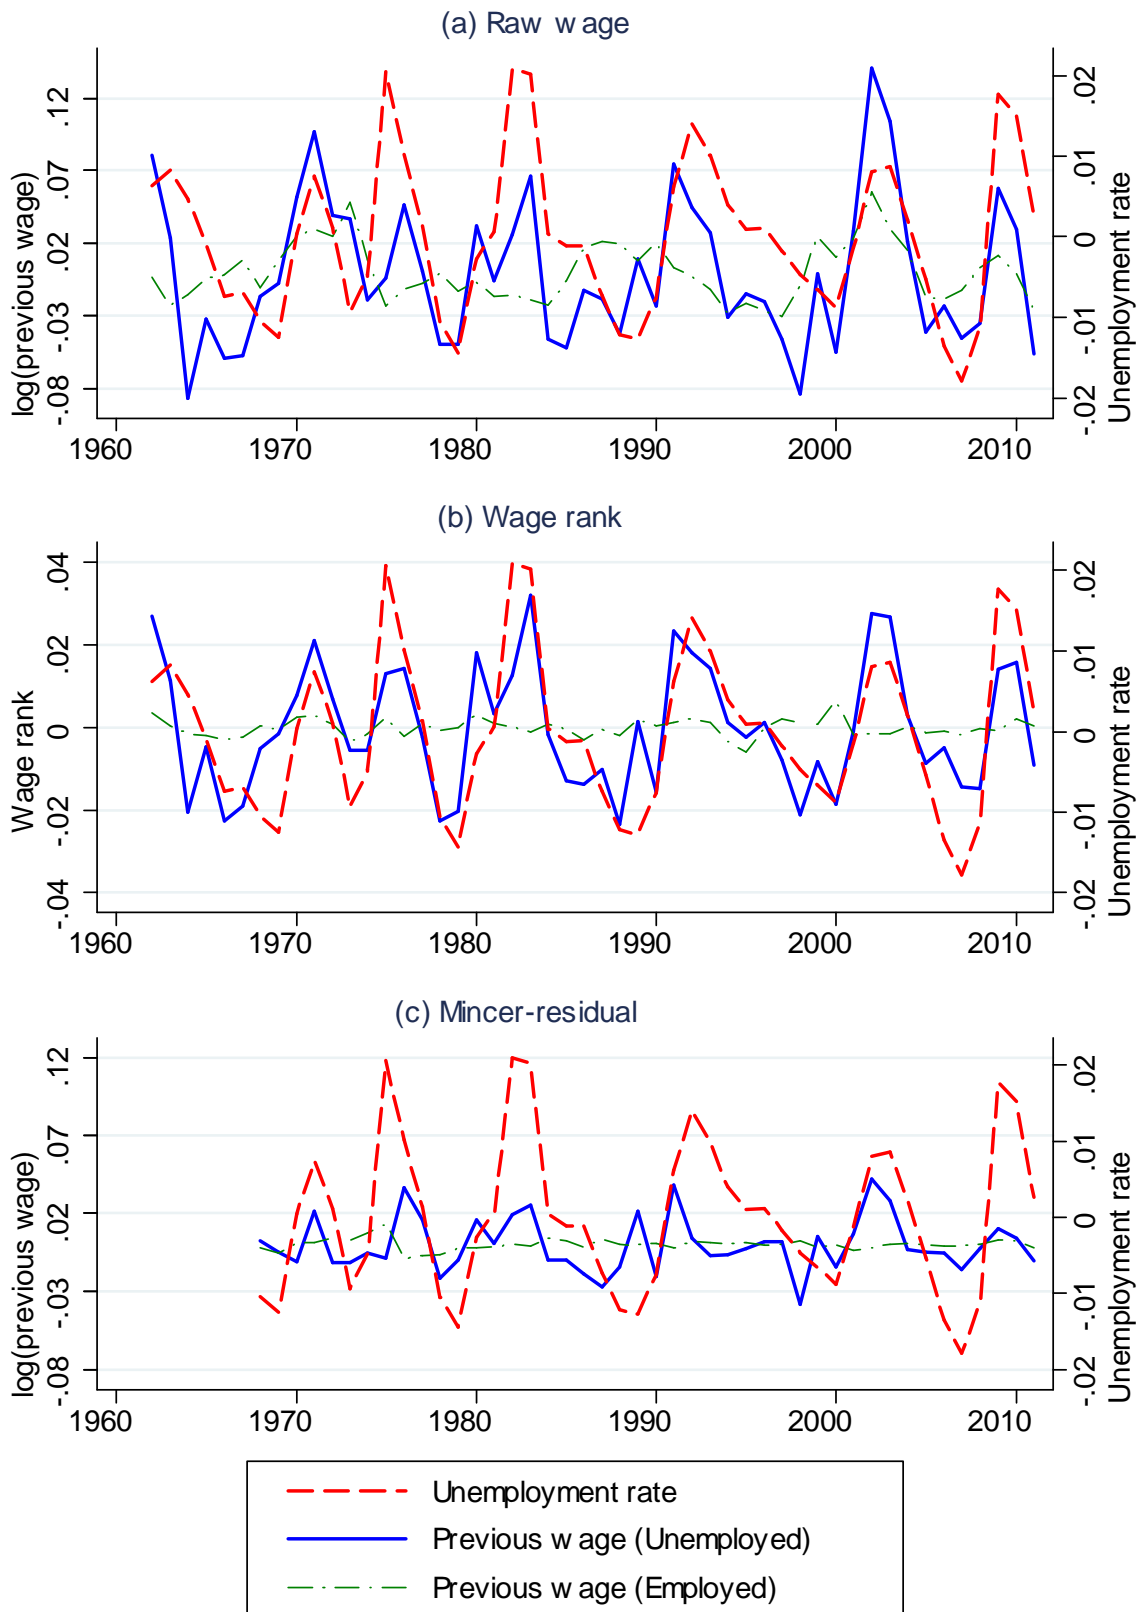 (a) Raw wage
log(previous wage)
.12
.07
.02
-.03
-.08
.02
.01
0
-.01
-.02
Unemployment rate
1960 1970 1980 1990 2000 2010
(b) Wage rank
Wage rank
.04
.02
0
-.02
-.04
.02
.01
0
-.01
-.02
Unemployment rate
1960 1970 1980 1990 2000 2010
(c) Mincer-residual
log(previous wage)
.12
.07
.02
-.03
-.08
.02
.01
0
-.01
-.02
Unemployment rate
1960 1970 1980 1990 2000 2010
Unemployment rate
Previous wage (Unemployed)
Previous wage (Employed)